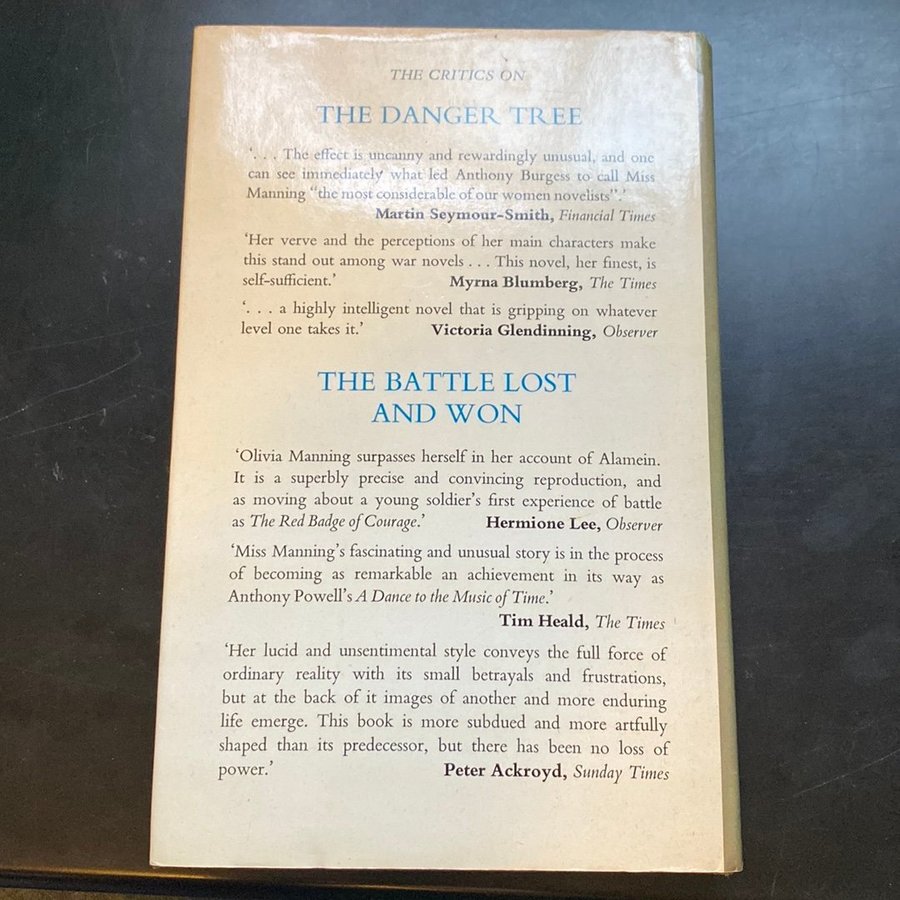 THE CRITICS ON
THE DANGER TREE
‘. . . The effect is uncanny and rewardingly unusual, and one
can see immediately what led Anthony Burgess to call Miss
Manning “the most considerable of our women novelists”.’
Martin Seymour-Smith, Financial Times
‘Her verve and the perceptions of her main characters make
this stand out among war novels . . . This novel, her finest, is
self-sufficient.’ Myrna Blumberg, The Times
‘. . . a highly intelligent novel that is gripping on whatever
level one takes it.’ Victoria Glendinning, Observer
THE BATTLE LOST
AND WON
‘Olivia Manning surpasses herself in her account of Alamein.
It is a superbly precise and convincing reproduction, and
as moving about a young soldier’s first experience of battle
as The Red Badge of Courage.’ Hermione Lee, Observer
‘Miss Manning’s fascinating and unusual story is in the process
of becoming as remarkable an achievement in its way as
Anthony Powell’s A Dance to the Music of Time.’
Tim Heald, The Times
‘Her lucid and unsentimental style conveys the full force of
ordinary reality with its small betrayals and frustrations,
but at the back of it images of another and more enduring
life emerge. This book is more subdued and more artfully
shaped than its predecessor, but there has been no loss of
power.’ Peter Ackroyd, Sunday Times